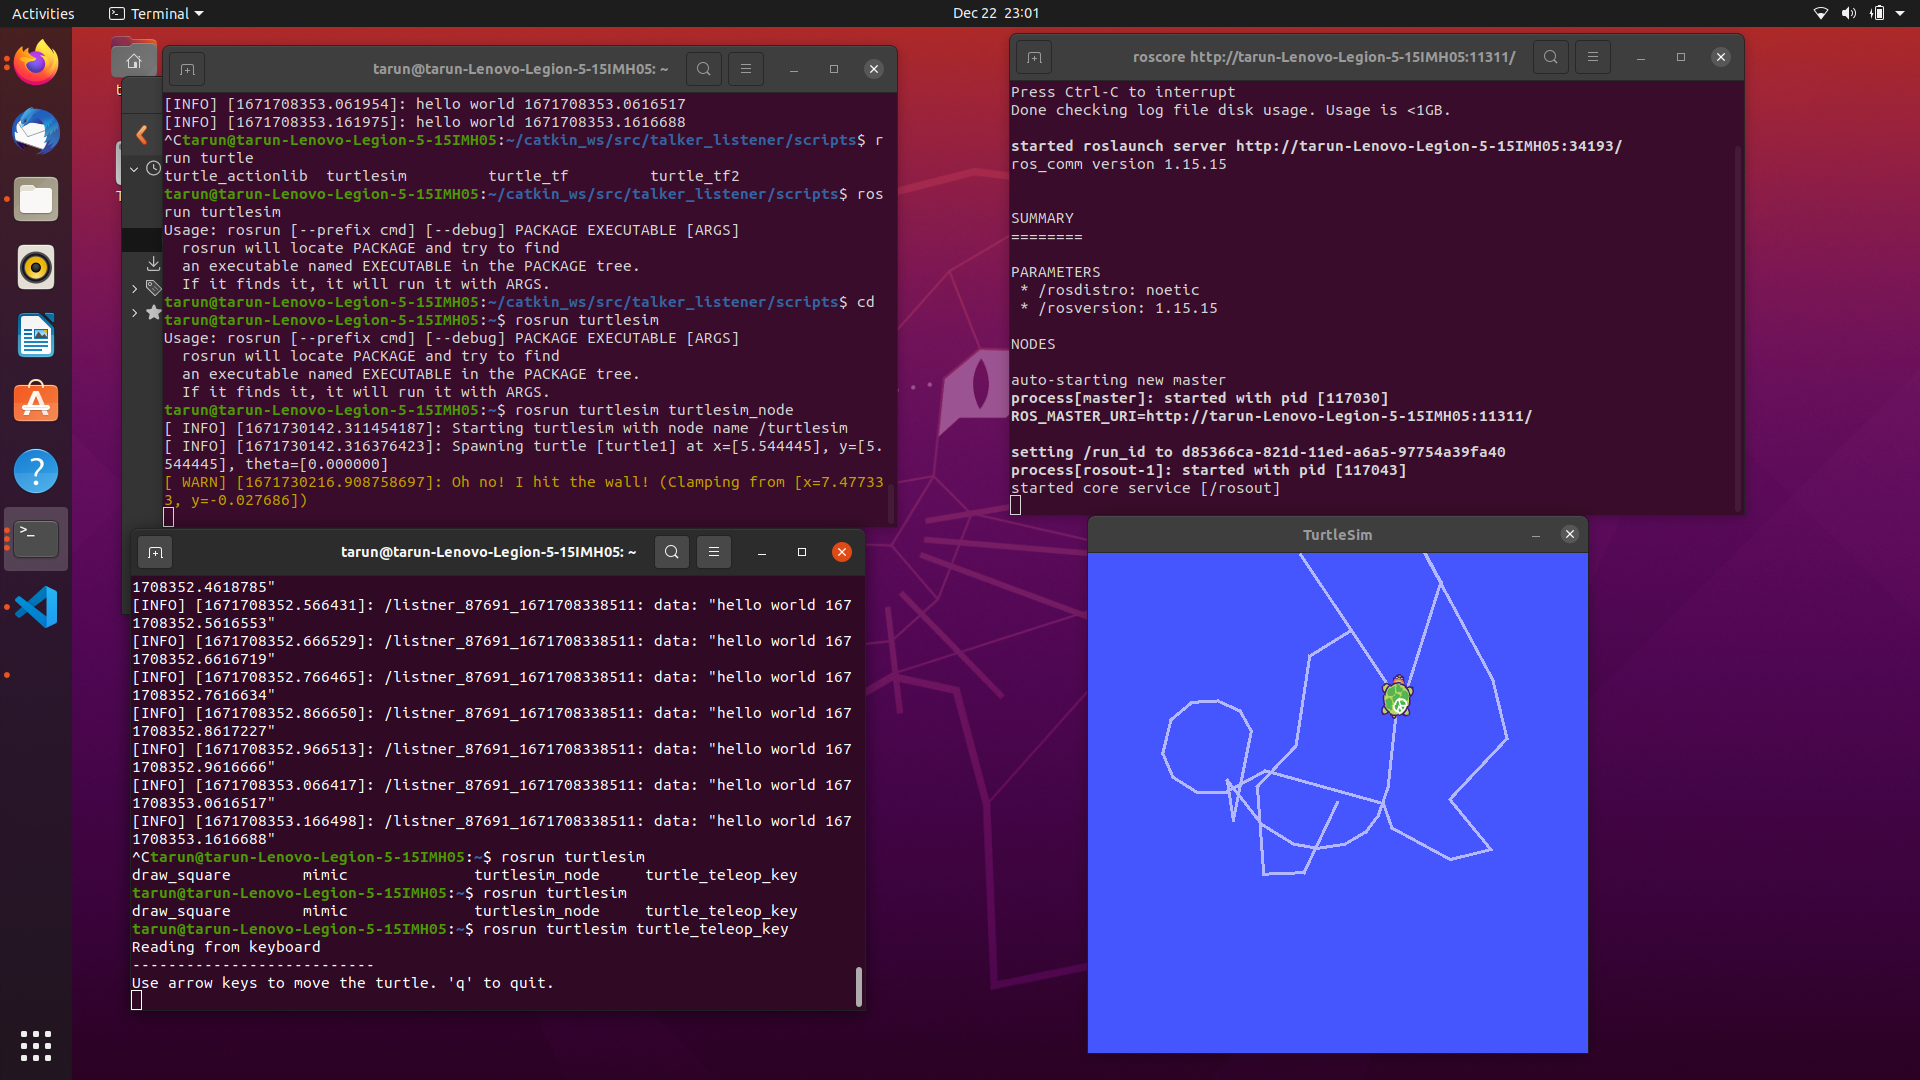 Activities
Terminal
Dec 22 23:01
tarun@tarun-Lenovo-Legion-5-15IMH05: ~
[INFO] [1671708353.061954]: hello world 1671708353.0616517
[INFO] [1671708353.161975]: hello world 1671708353.1616688
^Ctarun@tarun-Lenovo-Legion-5-15IMH05:~/catkin_ws/src/talker_listener/scripts$ r
run turtle
turtle_actionlib  turtlesim         turtle_tf         turtle_tf2
tarun@tarun-Lenovo-Legion-5-15IMH05:~/catkin_ws/src/talker_listener/scripts$ ros
run turtlesim
Usage: rosrun [--prefix cmd] [--debug] PACKAGE EXECUTABLE [ARGS]
  rosrun will locate PACKAGE and try to find
  an executable named EXECUTABLE in the PACKAGE tree.
  If it finds it, it will run it with ARGS.
tarun@tarun-Lenovo-Legion-5-15IMH05:~/catkin_ws/src/talker_listener/scripts$ cd
tarun@tarun-Lenovo-Legion-5-15IMH05:~$ rosrun turtlesim
Usage: rosrun [--prefix cmd] [--debug] PACKAGE EXECUTABLE [ARGS]
  rosrun will locate PACKAGE and try to find
  an executable named EXECUTABLE in the PACKAGE tree.
  If it finds it, it will run it with ARGS.
tarun@tarun-Lenovo-Legion-5-15IMH05:~$ rosrun turtlesim turtlesim_node
[ INFO] [1671730142.311454187]: Starting turtlesim with node name /turtlesim
[ INFO] [1671730142.316376423]: Spawning turtle [turtle1] at x=[5.544445], y=[5.
544445], theta=[0.000000]
[ WARN] [1671730216.908758697]: Oh no! I hit the wall! (Clamping from [x=7.47733
3, y=-0.027686])
roscore http://tarun-Lenovo-Legion-5-15IMH05:11311/
Press Ctrl-C to interrupt
Done checking log file disk usage. Usage is <1GB.
started roslaunch server http://tarun-Lenovo-Legion-5-15IMH05:34193/
ros_comm version 1.15.15
SUMMARY
========
PARAMETERS
 * /rosdistro: noetic
 * /rosversion: 1.15.15
NODES
auto-starting new master
process[master]: started with pid [117030]
ROS_MASTER_URI=http://tarun-Lenovo-Legion-5-15IMH05:11311/
setting /run_id to d85366ca-821d-11ed-a6a5-97754a39fa40
process[rosout-1]: started with pid [117043]
started core service [/rosout]
tarun@tarun-Lenovo-Legion-5-15IMH05: ~
1708352.4618785"
[INFO] [1671708352.566431]: /listner_87691_1671708338511: data: "hello world 167
1708352.5616553"
[INFO] [1671708352.666529]: /listner_87691_1671708338511: data: "hello world 167
1708352.6616719"
[INFO] [1671708352.766465]: /listner_87691_1671708338511: data: "hello world 167
1708352.7616634"
[INFO] [1671708352.866650]: /listner_87691_1671708338511: data: "hello world 167
1708352.8617227"
[INFO] [1671708352.966513]: /listner_87691_1671708338511: data: "hello world 167
1708352.9616666"
[INFO] [1671708353.066417]: /listner_87691_1671708338511: data: "hello world 167
1708353.0616517"
[INFO] [1671708353.166498]: /listner_87691_1671708338511: data: "hello world 167
1708353.1616688"
^Ctarun@tarun-Lenovo-Legion-5-15IMH05:~$ rosrun turtlesim
draw_square        mimic              turtlesim_node     turtle_teleop_key
tarun@tarun-Lenovo-Legion-5-15IMH05:~$ rosrun turtlesim
draw_square        mimic              turtlesim_node     turtle_teleop_key
tarun@tarun-Lenovo-Legion-5-15IMH05:~$ rosrun turtlesim turtle_teleop_key
Reading from keyboard
---------------------------
Use arrow keys to move the turtle. 'q' to quit.
TurtleSim